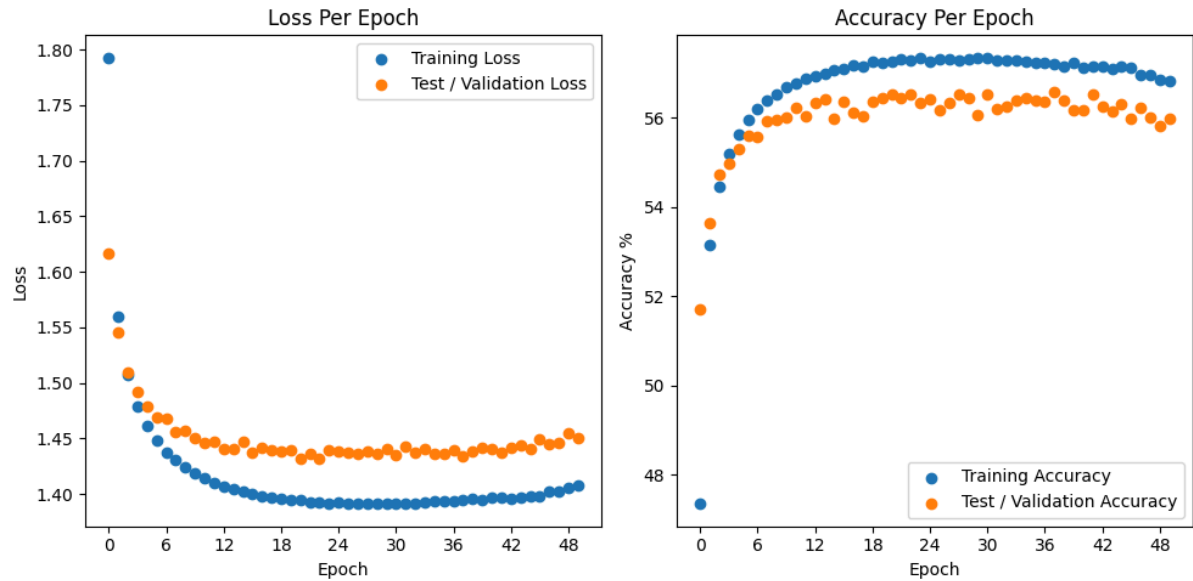 Loss Per Epoch
Training Loss
Test / Validation Loss
1.80
1.75
1.70
1.65
1.60
1.55
1.50
1.45
1.40
Loss
0 6 12 18 24 30 36 42 48
Epoch
Accuracy Per Epoch
56
54
52
50
48
Accuracy %
Training Accuracy
Test / Validation Accuracy
0 6 12 18 24 30 36 42 48
Epoch